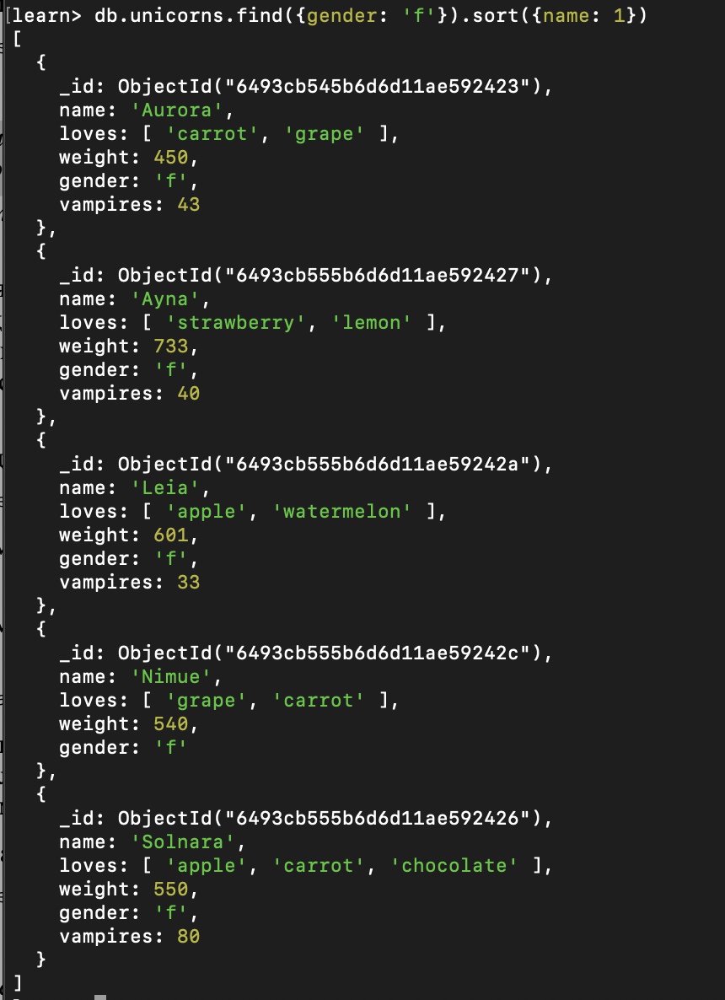 [learn> db.unicorns.find({gender: 'f'}).sort({name: 1})
[
  {
    _id: ObjectId("6493cb545b6d6d11ae592423"),
    name: 'Aurora',
    loves: [ 'carrot', 'grape' ],
    weight: 450,
    gender: 'f',
    vampires: 43
  },
  {
    _id: ObjectId("6493cb555b6d6d11ae592427"),
    name: 'Ayna',
    loves: [ 'strawberry', 'lemon' ],
    weight: 733,
    gender: 'f',
    vampires: 40
  },
  {
    _id: ObjectId("6493cb555b6d6d11ae59242a"),
    name: 'Leia',
    loves: [ 'apple', 'watermelon' ],
    weight: 601,
    gender: 'f',
    vampires: 33
  },
  {
    _id: ObjectId("6493cb555b6d6d11ae59242c"),
    name: 'Nimue',
    loves: [ 'grape', 'carrot' ],
    weight: 540,
    gender: 'f'
  },
  {
    _id: ObjectId("6493cb555b6d6d11ae592426"),
    name: 'Solnara',
    loves: [ 'apple', 'carrot', 'chocolate' ],
    weight: 550,
    gender: 'f',
    vampires: 80
  }
]